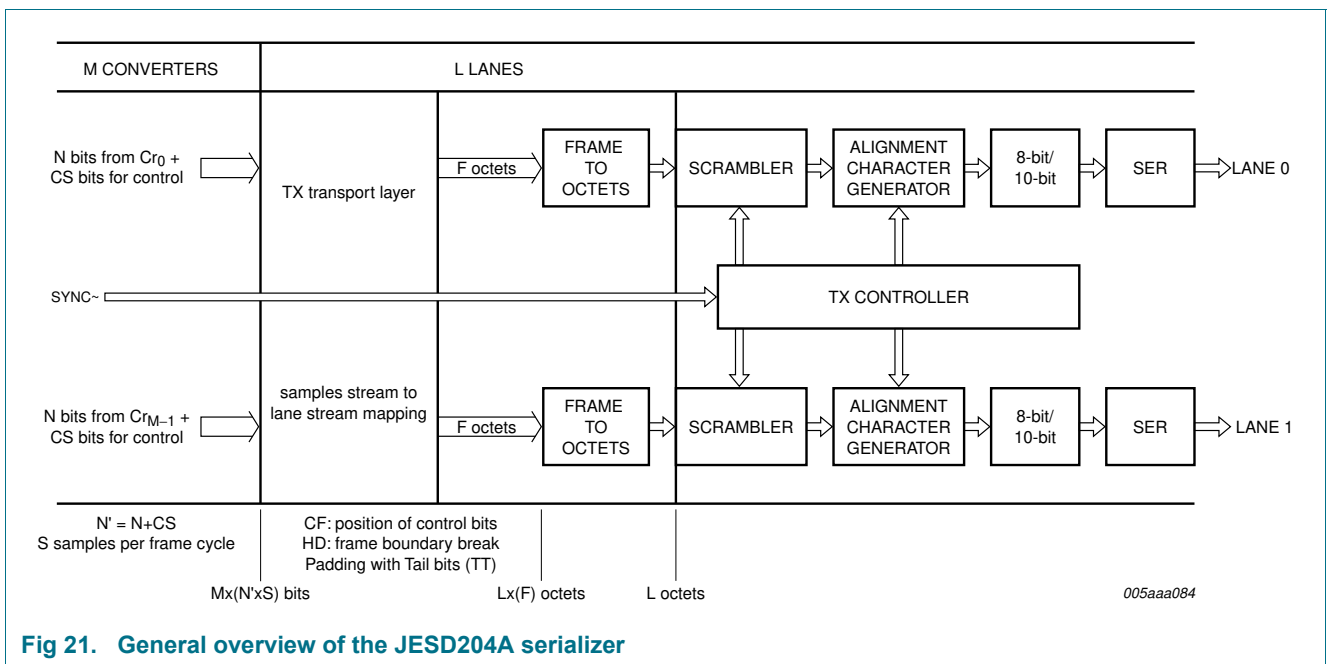 M CONVERTERS
L LANES
N bits from Cr0 +
CS bits for control
TX transport layer
F octets
FRAME
TO
OCTETS
SCRAMBLER
ALIGNMENT
CHARACTER
GENERATOR
8-bit/
10-bit
SER
LANE 0
SYNC~
TX CONTROLLER
N bits from CrM−1 +
CS bits for control
samples stream to
lane stream mapping
F octets
FRAME
TO
OCTETS
SCRAMBLER
ALIGNMENT
CHARACTER
GENERATOR
8-bit/
10-bit
SER
LANE 1
N' = N+CS
S samples per frame cycle
CF: position of control bits
HD: frame boundary break
Padding with Tail bits (TT)
Mx(N'xS) bits
Lx(F) octets
L octets
005aaa084
Fig 21. General overview of the JESD204A serializer